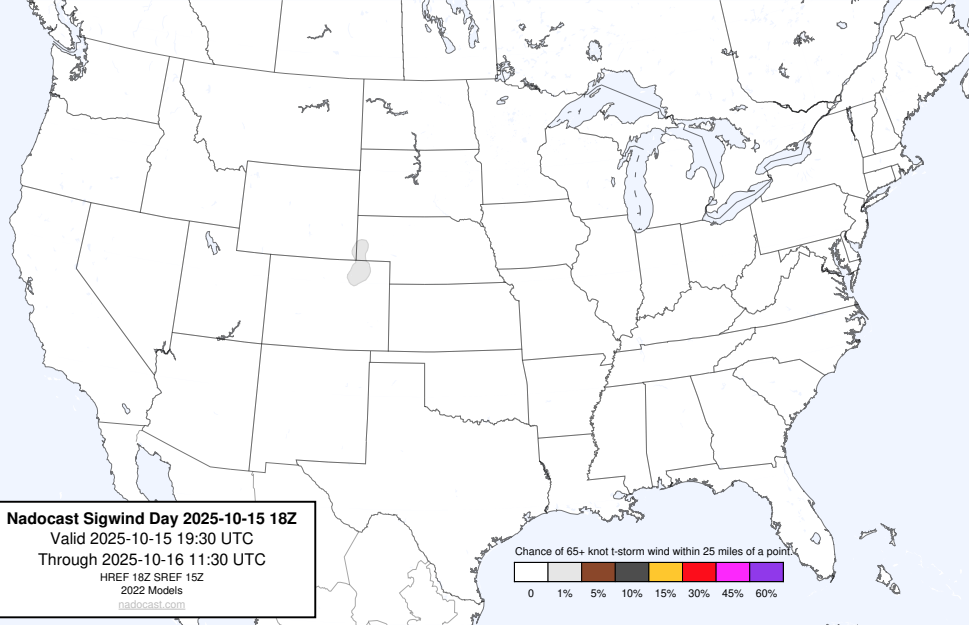 Nadocast Sigwind Day 2025-10-15 18Z
Valid 2025-10-15 19:30 UTC
Through 2025-10-16 11:30 UTC
HREF 18Z SREF 15Z
2022 Models
nadocast.com
Chance of 65+ knot t-storm wind within 25 miles of a point.
0 1% 5% 10% 15% 30% 45% 60%